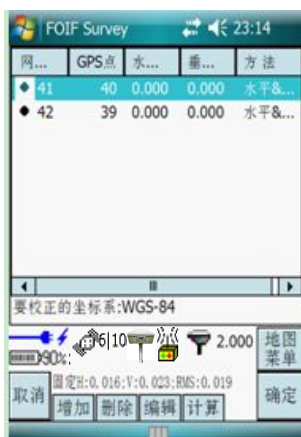 FOIF Survey 23:14
网... GPS点 水... 垂... 方法
41 40 0.000 0.000 水平&...
42 39 0.000 0.000 水平&...
要校正的坐标系:WGS-84
90% 6|10 2.000 地图菜单
固定H:0.016:V:0.023:RMS:0.019
取消 增加 删除 编辑 计算 确定